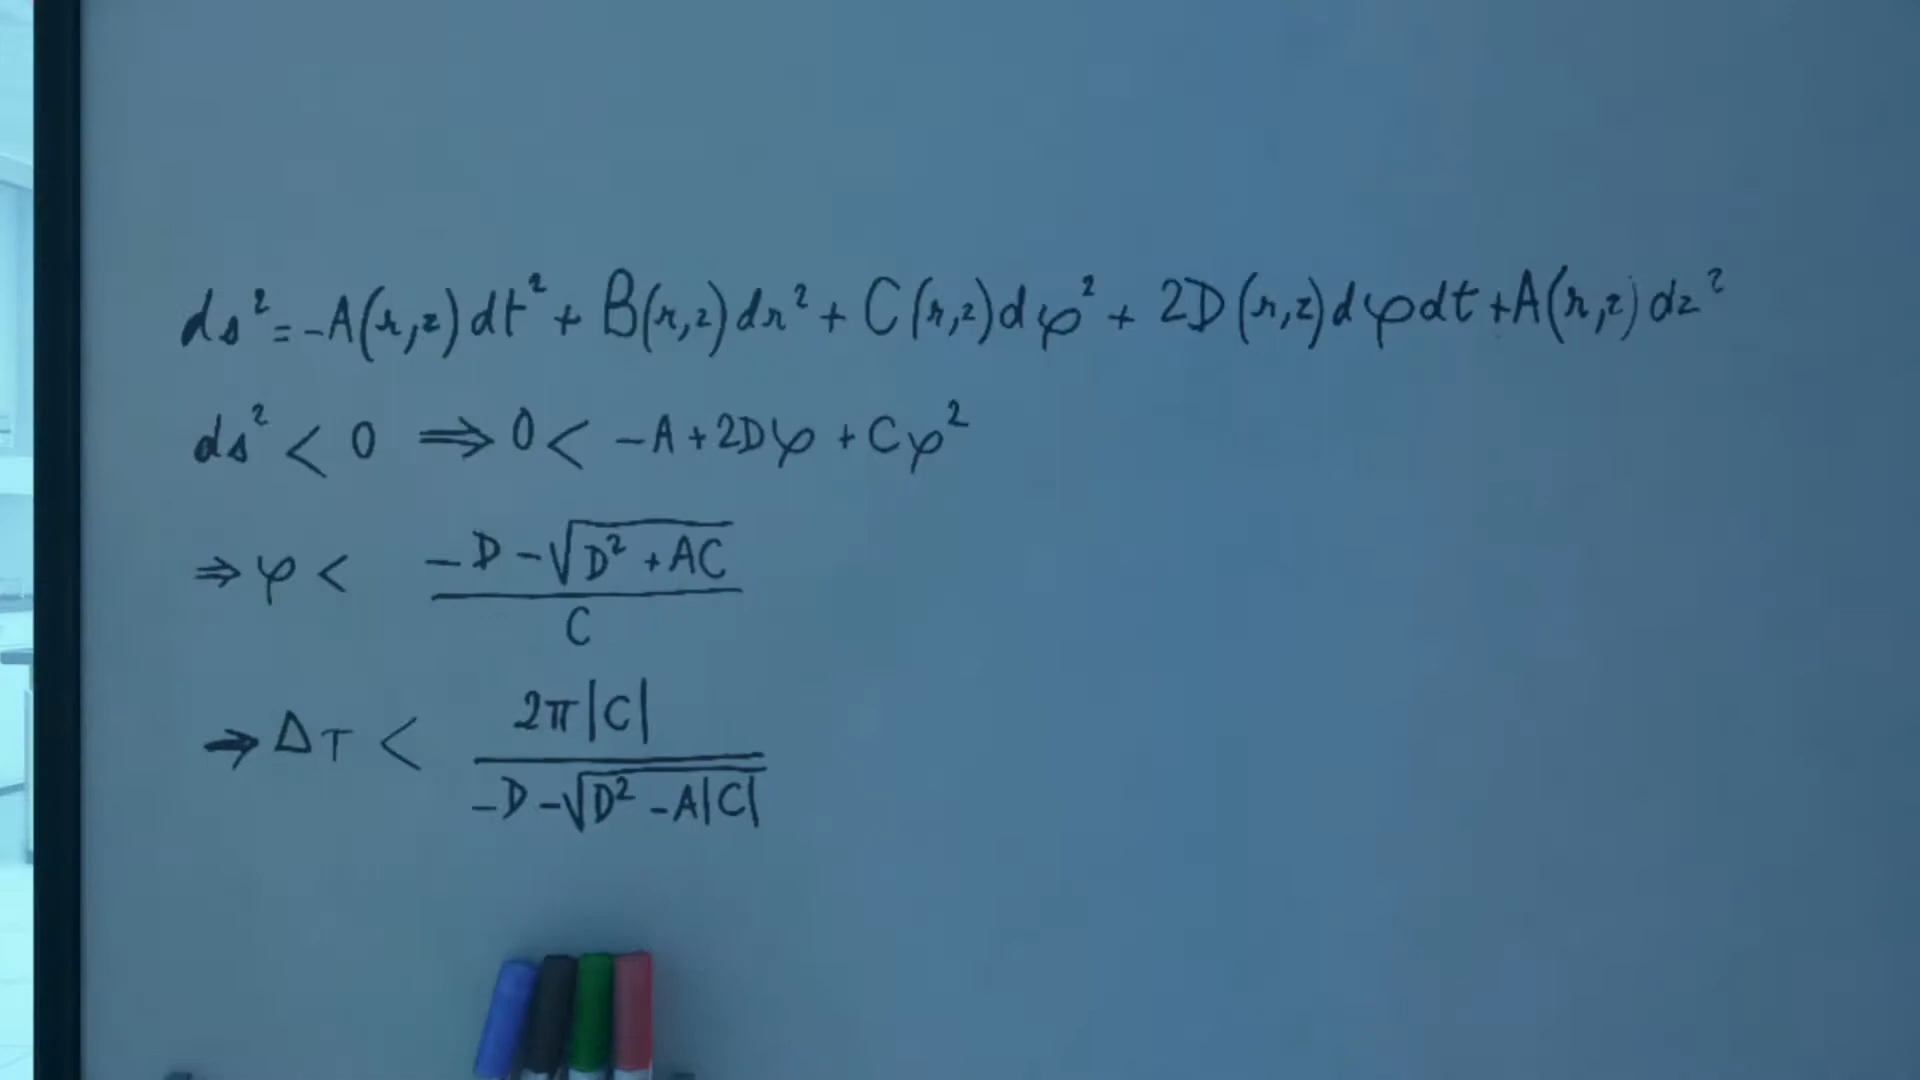 ds² = -A(r,z)dt² + B(r,z)dr² + C(r,z)dφ² + 2D(r,z)dφdt + A(r,z)dz²
ds² < 0 ⇒ 0 < -A + 2Dφ + Cφ²
⇒ φ < (-D - √(D² + AC)) / C
⇒ ΔT < 2π|C| / (-D - √(D² - A|C|))